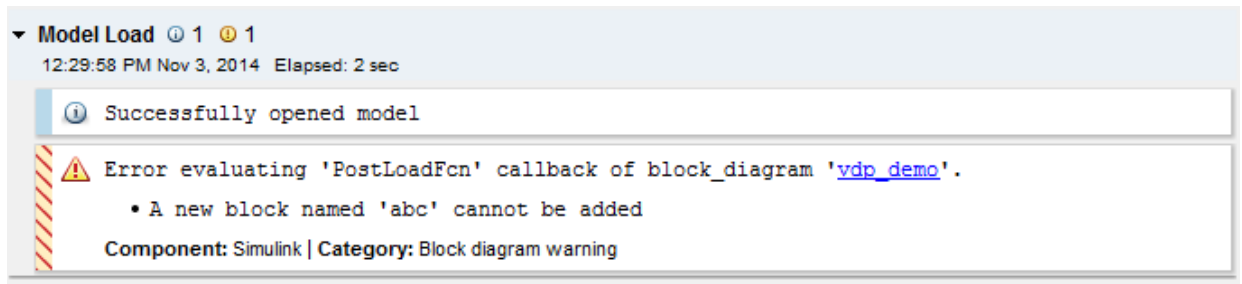 Model Load 1 1
12:29:58 PM Nov 3, 2014 Elapsed: 2 sec
Successfully opened model
Error evaluating 'PostLoadFcn' callback of block_diagram 'vdp_demo'.
• A new block named 'abc' cannot be added
Component: Simulink | Category: Block diagram warning